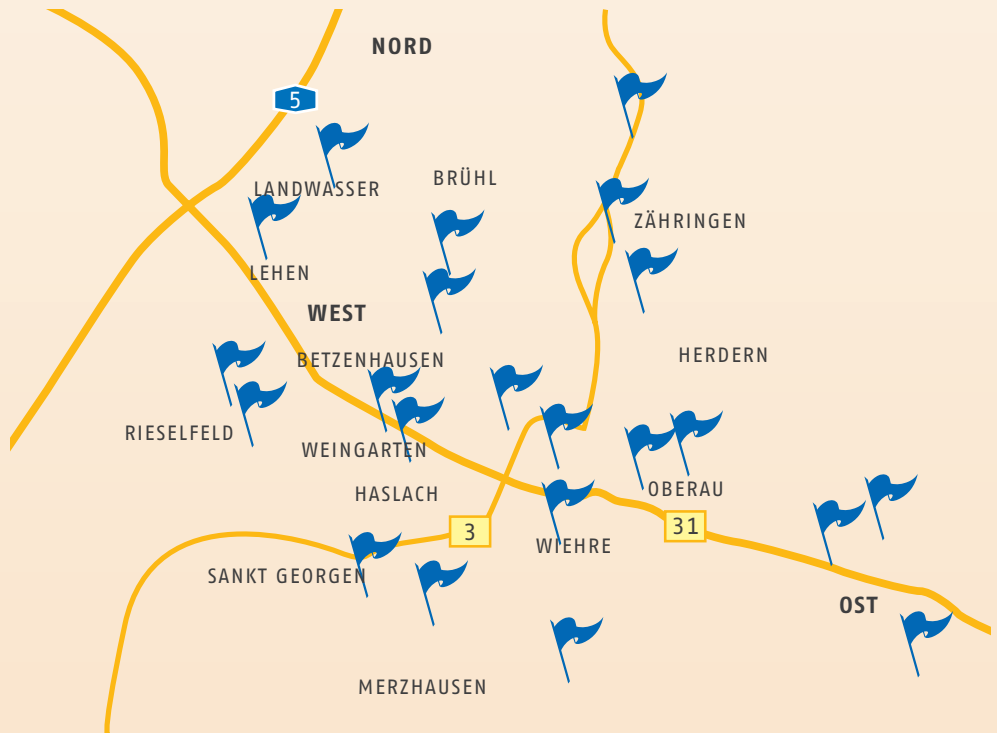 NORD
5
BRÜHL
LANDWASSER
ZÄHRINGEN
LEHEN
WEST
HERDERN
BETZENHAUSEN
RIESELFELD
WEINGARTEN
OBERAU
HASLACH
31
3
WIEHRE
SANKT GEORGEN
OST
MERZHAUSEN